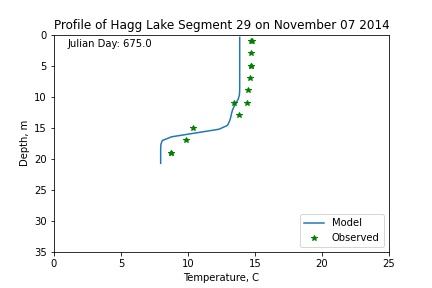 Profile of Hagg Lake Segment 29 on November 07 2014
Julian Day: 675.0
0
5
10
15
20
25
30
35
Depth, m
0
5
10
15
20
25
Temperature, C
Model
Observed